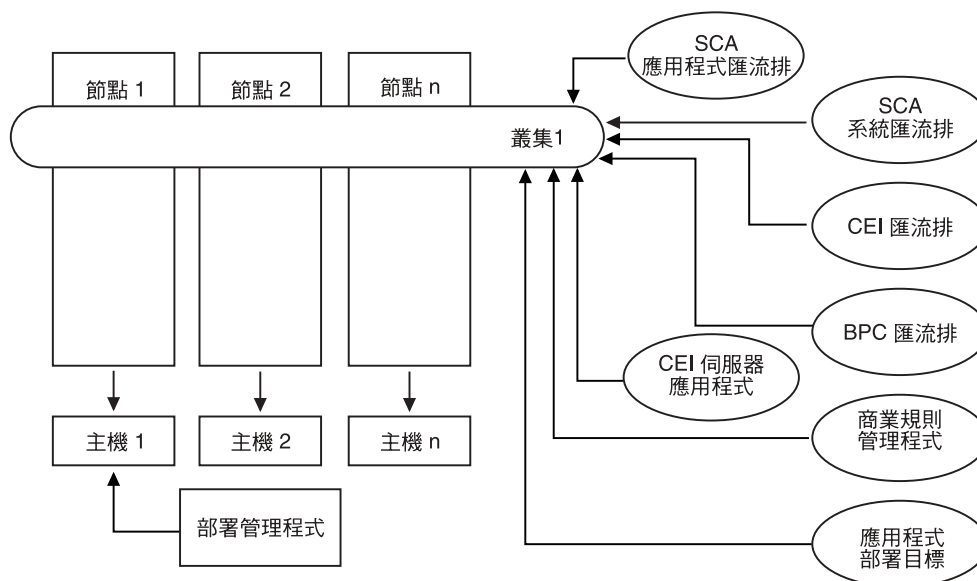 節點 1
節點 2
節點 n
SCA
應用程式匯流排
叢集1
SCA
系統匯流排
CEI 匯流排
BPC 匯流排
CEI 伺服器
應用程式
主機 1
主機 2
主機 n
商業規則
管理程式
部署管理程式
應用程式
部署目標